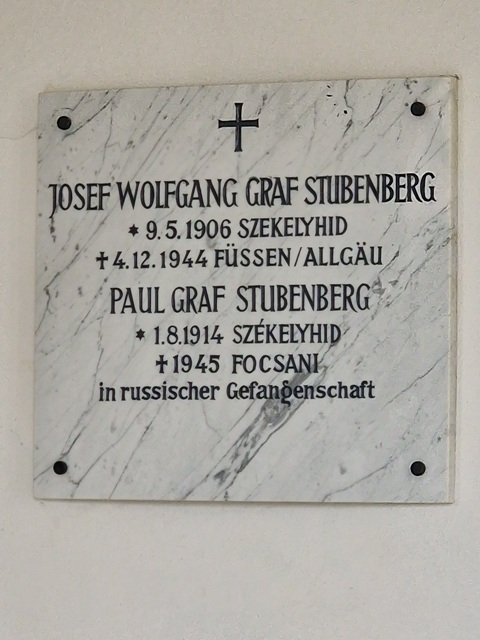 JOSEF WOLFGANG GRAF STUBENBERG
* 9.5.1906 SZEKELYHID
† 4.12.1944 FÜSSEN/ALLGÄU
PAUL GRAF STUBENBERG
* 1.8.1914 SZÉKELYHID
† 1945 FOCSANI
in russischer Gefangenschaft